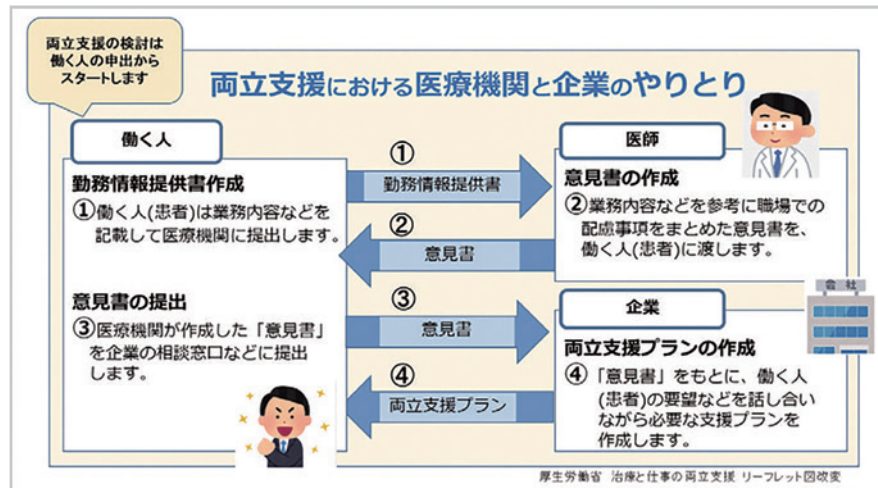 両立支援の検討は
働く人の申出から
スタートします
両立支援における医療機関と企業のやりとり
働く人
勤務情報提供書作成
①働く人(患者)は業務内容などを
記載して医療機関に提出します。
意見書の提出
③医療機関が作成した「意見書」
を企業の相談窓口などに提出
します。
①
勤務情報提供書
②
意見書
③
意見書
④
両立支援プラン
医師
意見書の作成
②業務内容などを参考に職場での
配慮事項をまとめた意見書を、
働く人(患者)に渡します。
会社
企業
両立支援プランの作成
④「意見書」をもとに、働く人
(患者)の要望などを話し合い
ながら必要な支援プランを
作成します。
厚生労働省 治療と仕事の両立支援 リーフレット図改変